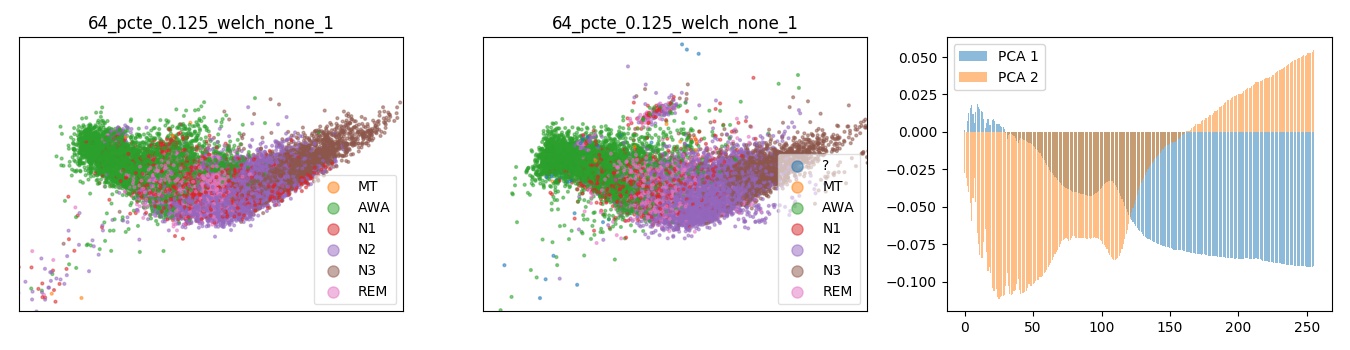 64_pcte_0.125_welch_none_1
MT
AWA
N1
N2
N3
REM
64_pcte_0.125_welch_none_1
?
MT
AWA
N1
N2
N3
REM
PCA 1
PCA 2
0.050
0.025
0.000
−0.025
−0.050
−0.075
−0.100
0 50 100 150 200 250